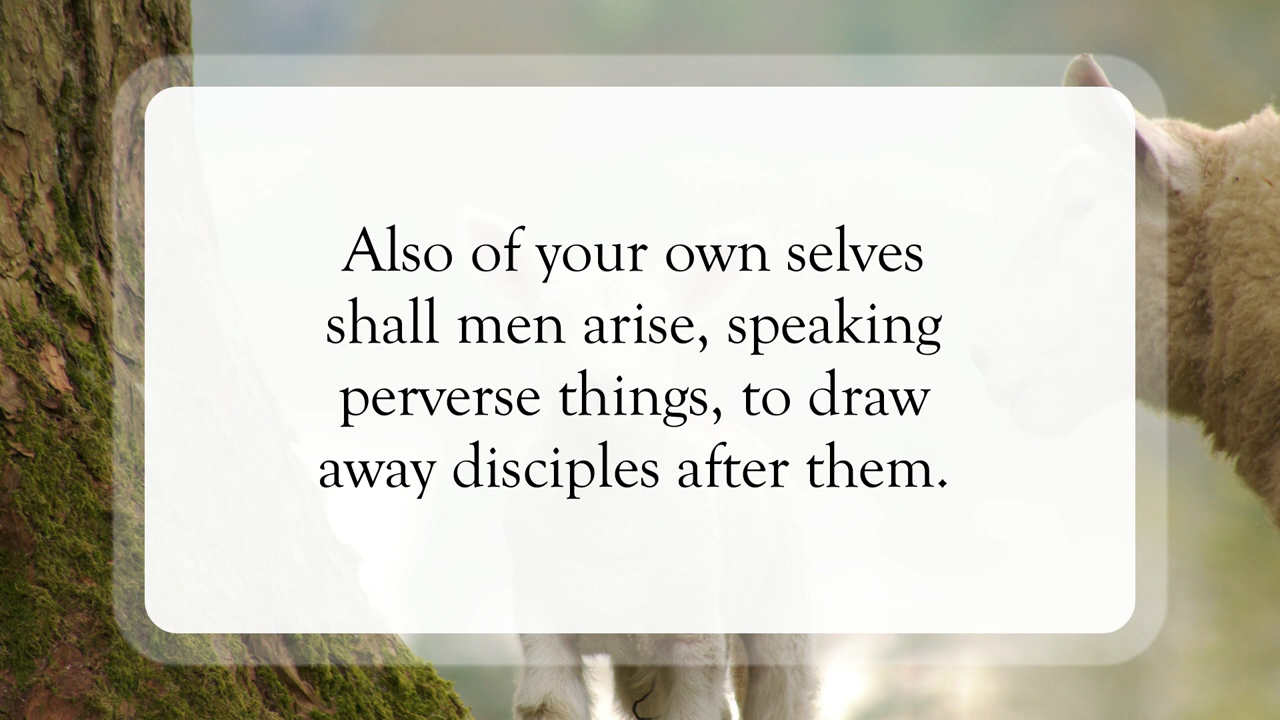 Also of your own selves
shall men arise, speaking
perverse things, to draw
away disciples after them.